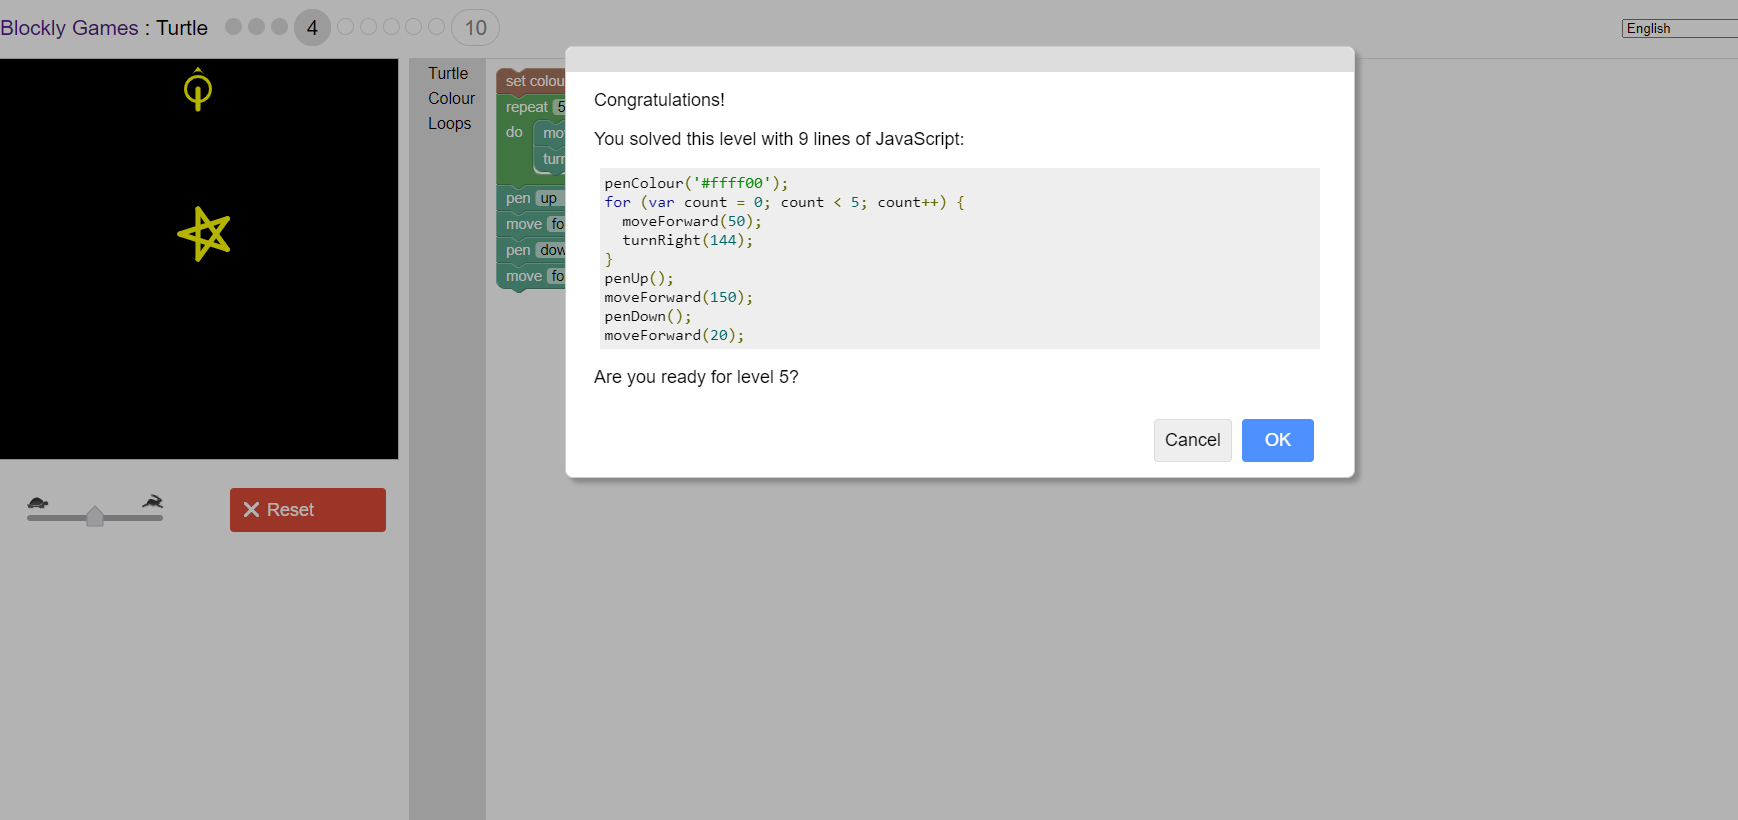 Blockly Games : Turtle 4 10
English
Turtle
Colour
Loops
set colou
repeat 5
do mov
turn
pen up
move fo
pen dow
move fo
Congratulations!
You solved this level with 9 lines of JavaScript:
penColour('#ffff00');
for (var count = 0; count < 5; count++) {
  moveForward(50);
  turnRight(144);
}
penUp();
moveForward(150);
penDown();
moveForward(20);
Are you ready for level 5?
Cancel OK
Reset